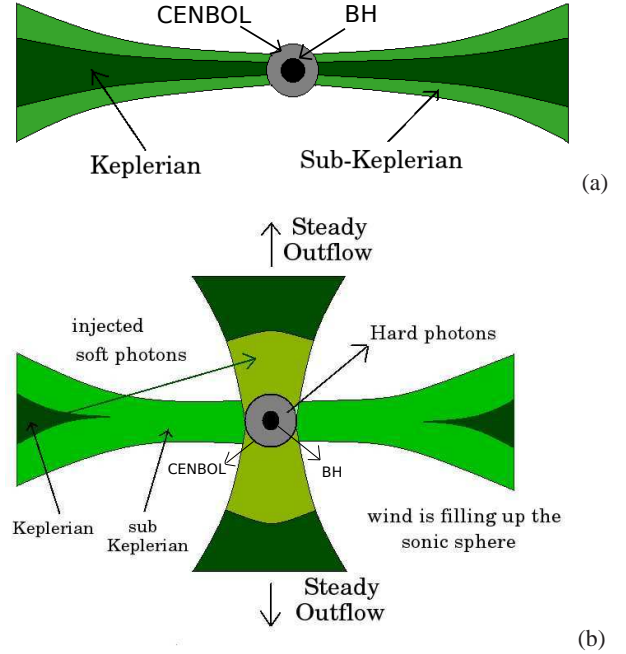 CENBOL
BH
Keplerian
Sub-Keplerian
(a)
Steady
Outflow
injected
soft photons
Hard photons
CENBOL
BH
Keplerian
sub
Keplerian
wind is filling up the
sonic sphere
Steady
Outflow
(b)